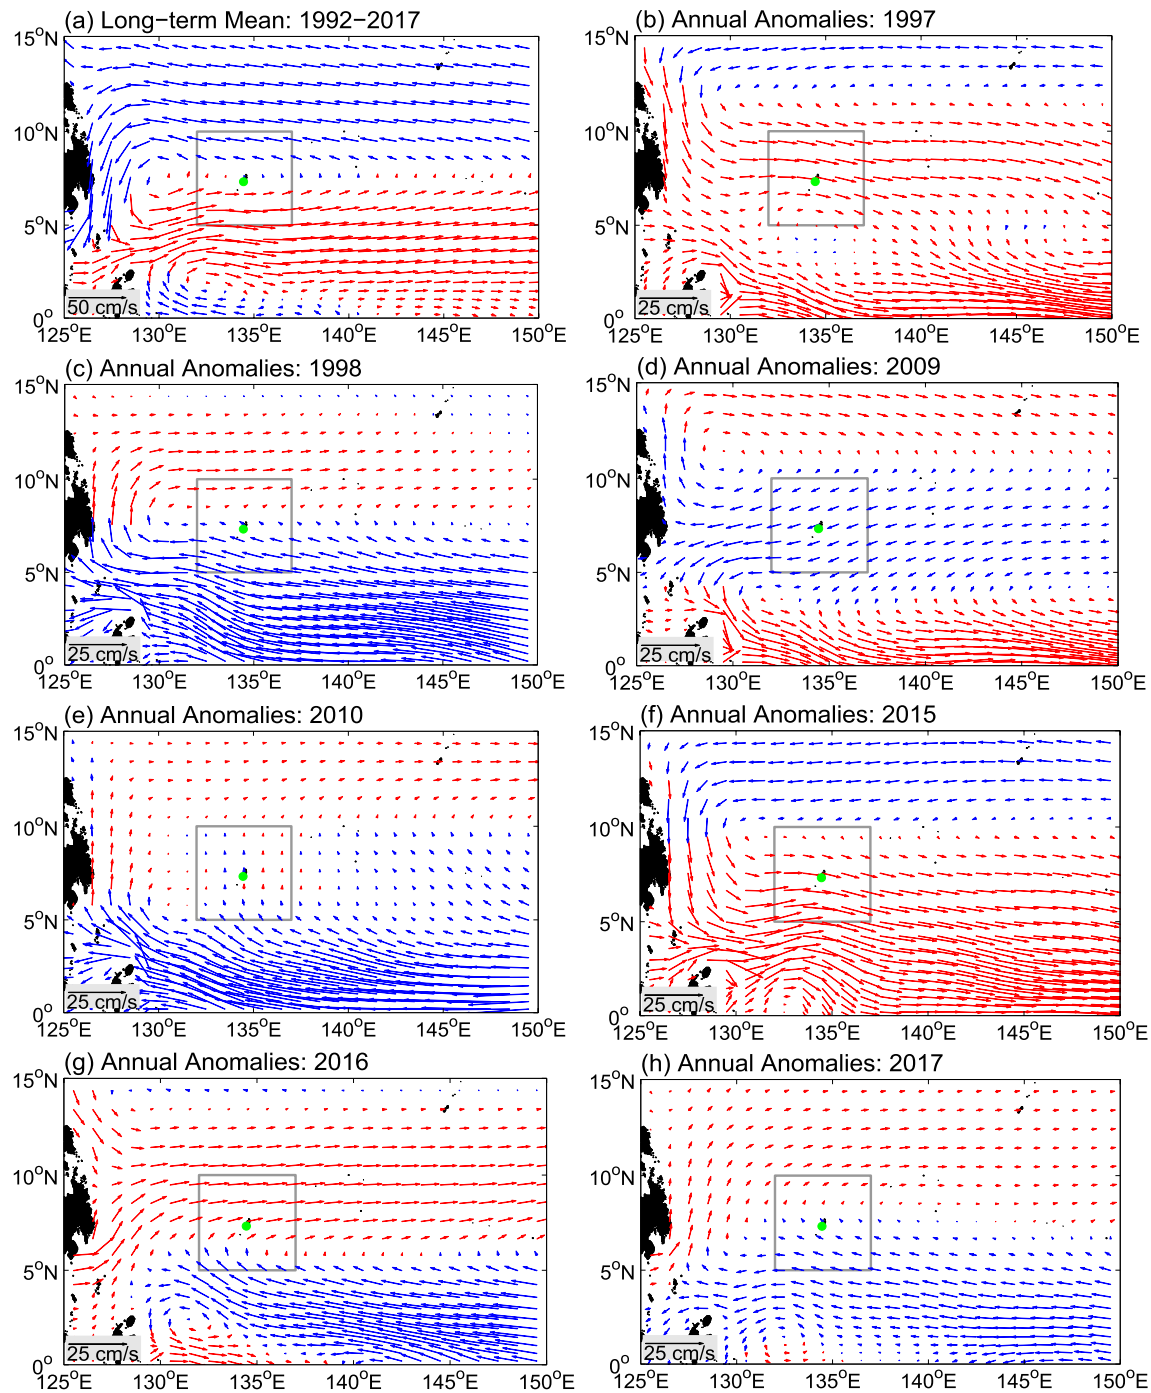 (a) Long−term Mean: 1992−2017
15°N
10°N
5°N
0°
50 cm/s
125°E 130°E 135°E 140°E 145°E 150°E
(b) Annual Anomalies: 1997
15°N
10°N
5°N
0°
25 cm/s
125°E 130°E 135°E 140°E 145°E 150°E
(c) Annual Anomalies: 1998
15°N
10°N
5°N
0°
25 cm/s
125°E 130°E 135°E 140°E 145°E 150°E
(d) Annual Anomalies: 2009
15°N
10°N
5°N
0°
25 cm/s
125°E 130°E 135°E 140°E 145°E 150°E
(e) Annual Anomalies: 2010
15°N
10°N
5°N
0°
25 cm/s
125°E 130°E 135°E 140°E 145°E 150°E
(f) Annual Anomalies: 2015
15°N
10°N
5°N
0°
25 cm/s
125°E 130°E 135°E 140°E 145°E 150°E
(g) Annual Anomalies: 2016
15°N
10°N
5°N
0°
25 cm/s
125°E 130°E 135°E 140°E 145°E 150°E
(h) Annual Anomalies: 2017
15°N
10°N
5°N
0°
25 cm/s
125°E 130°E 135°E 140°E 145°E 150°E